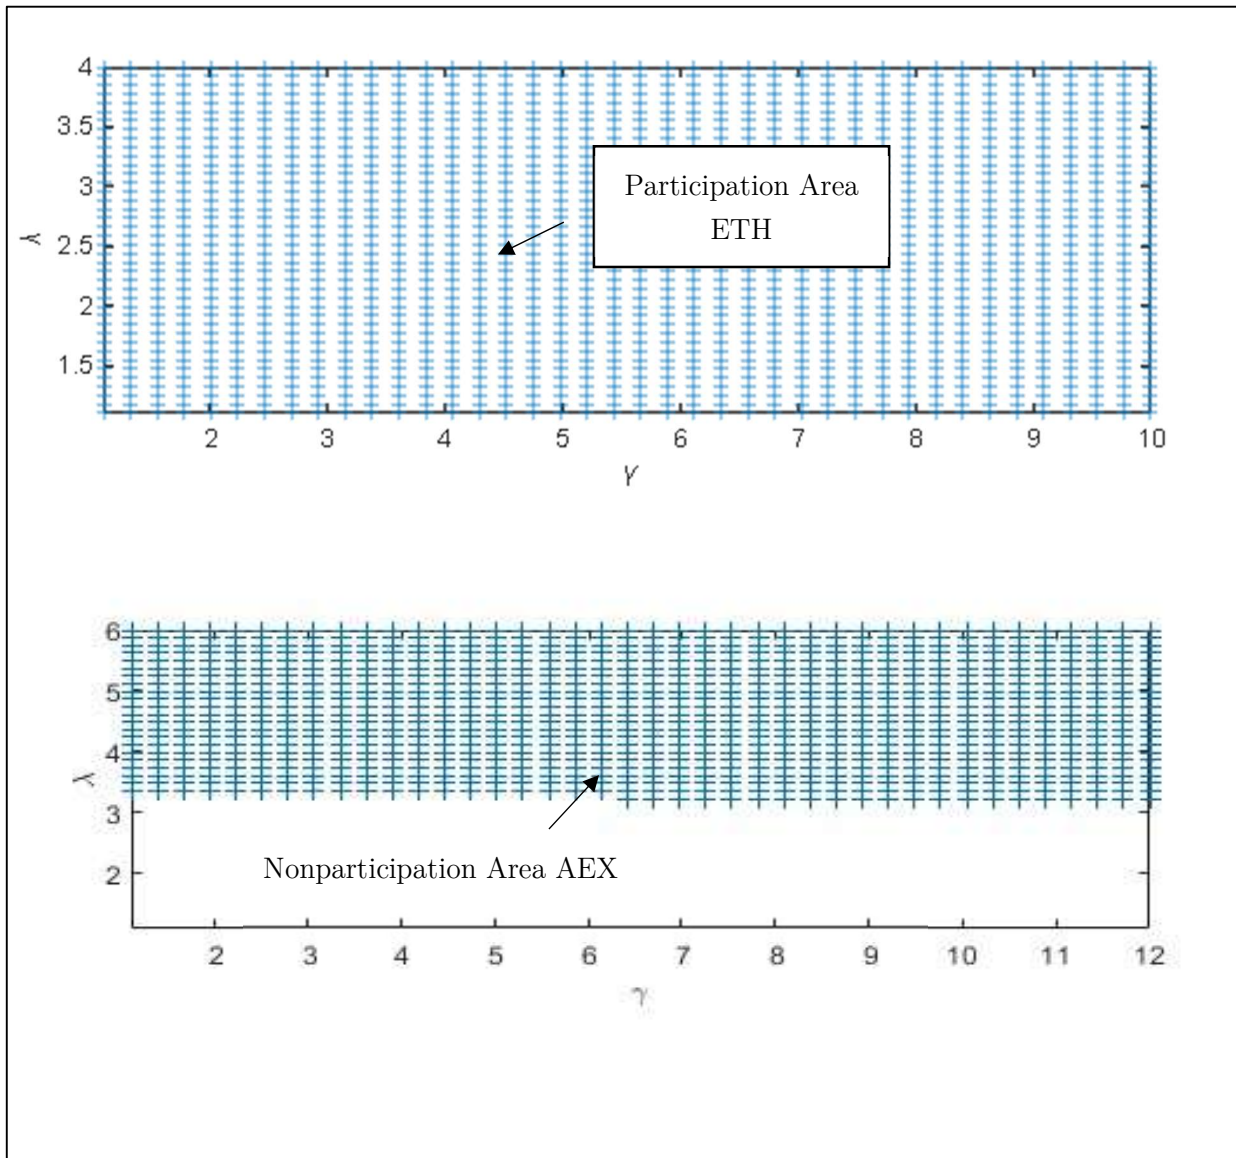 4
3.5
3
2.5
2
1.5
λ
Participation Area
ETH
2 3 4 5 6 7 8 9 10
γ
6
5
4
3
2
λ
Nonparticipation Area AEX
2 3 4 5 6 7 8 9 10 11 12
γ